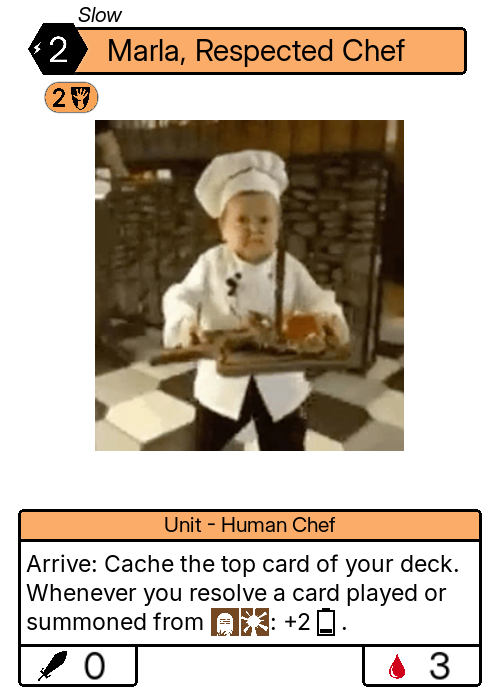 Slow
2 Marla, Respected Chef
2
Unit - Human Chef
Arrive: Cache the top card of your deck.
Whenever you resolve a card played or
summoned from : +2 .
0 3